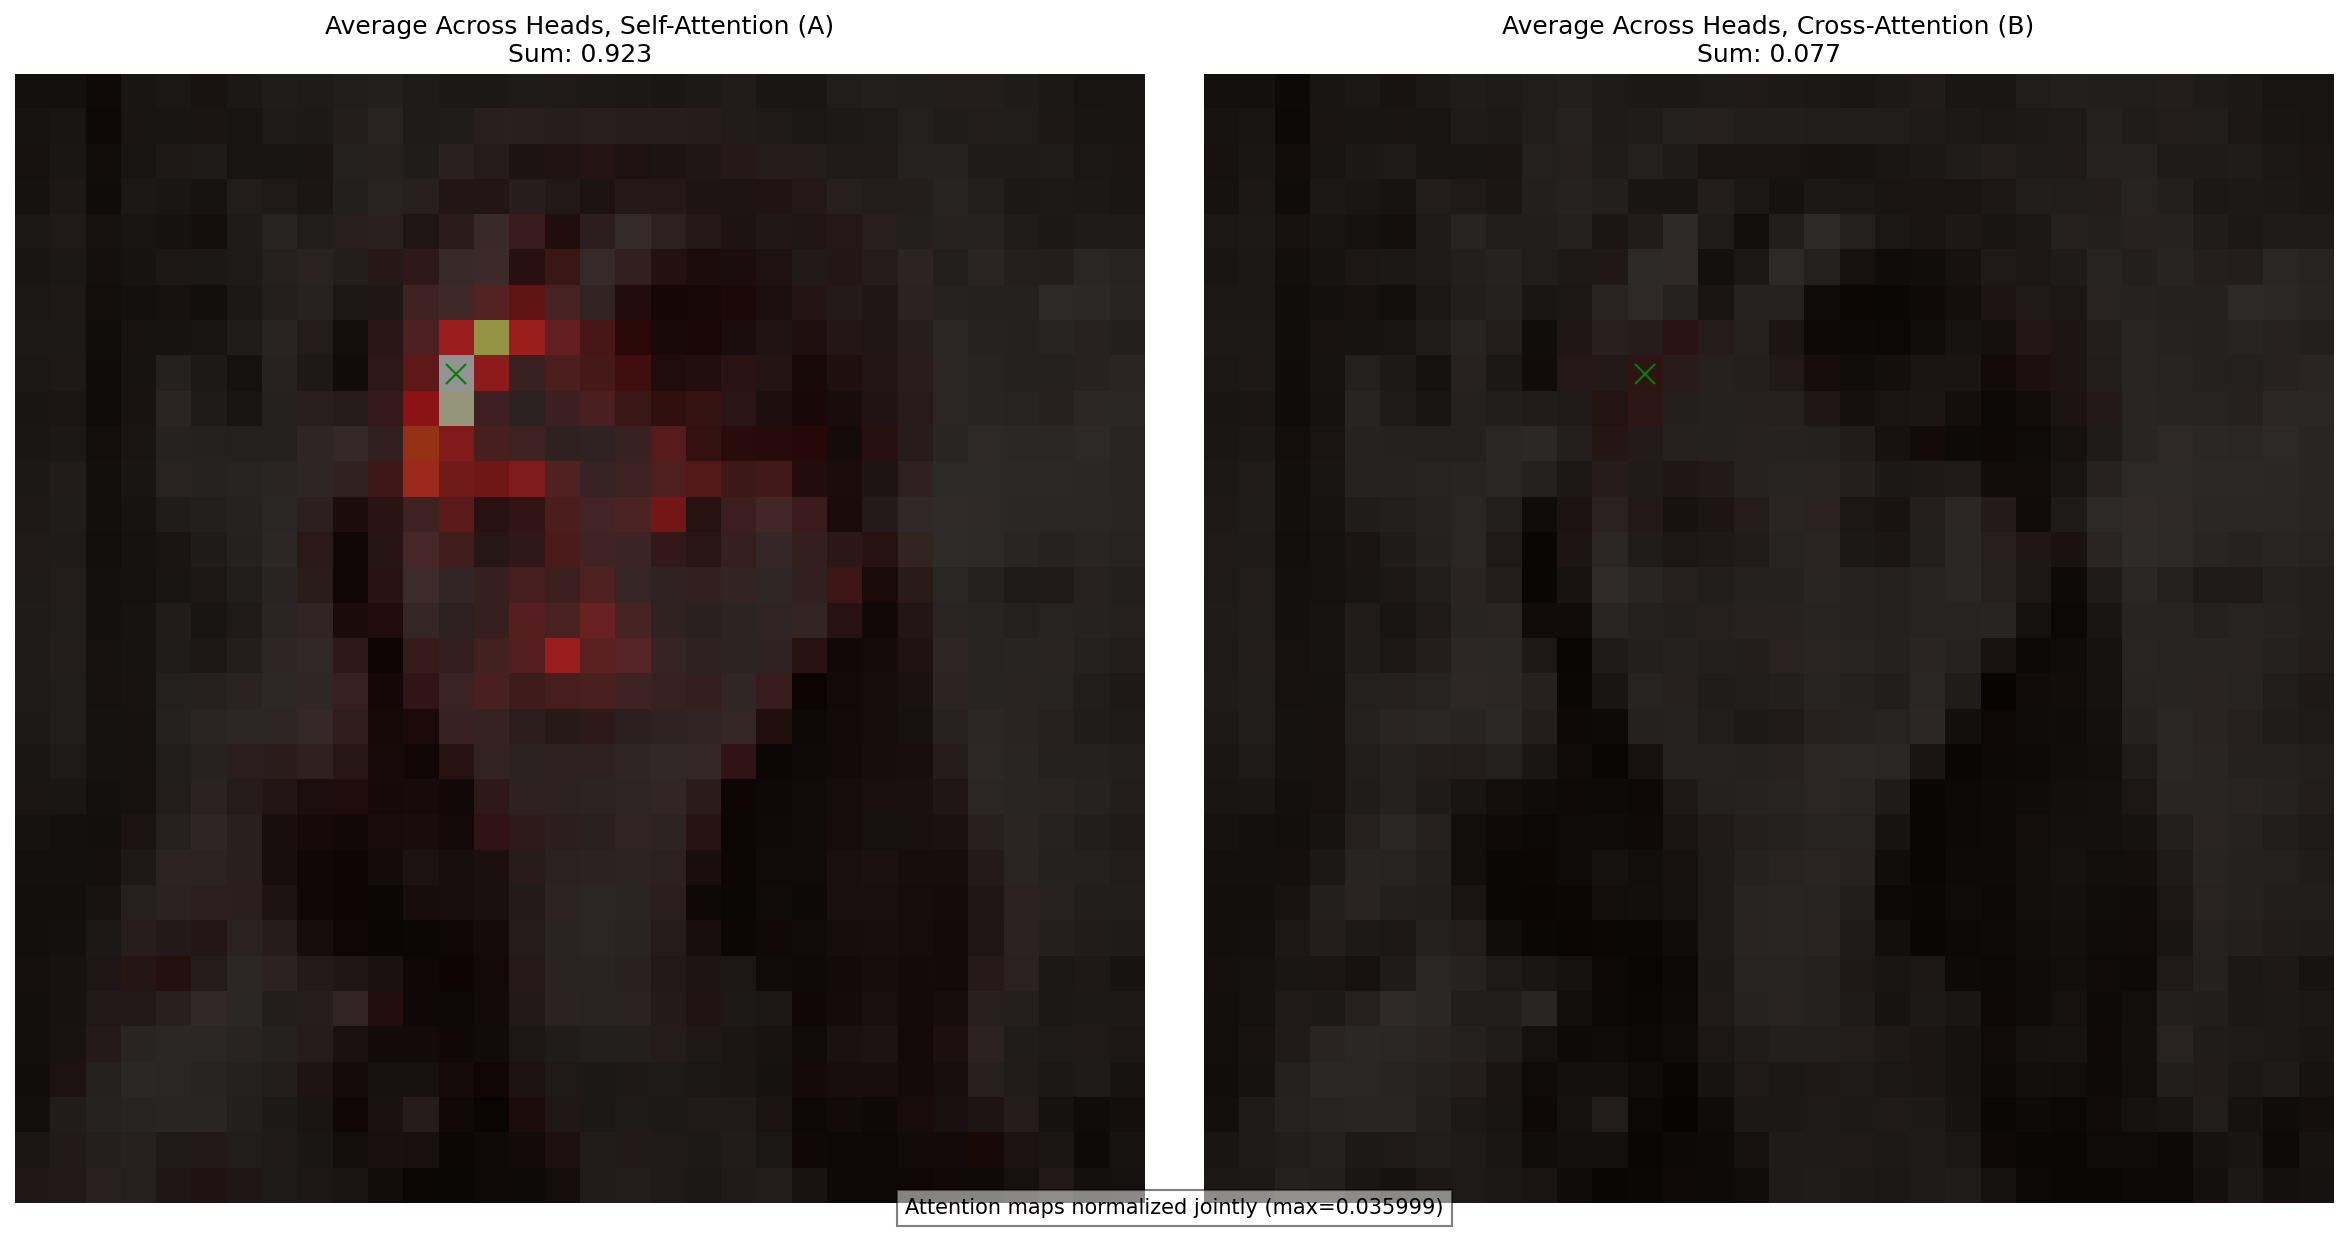 Average Across Heads, Self-Attention (A)
Sum: 0.923
Average Across Heads, Cross-Attention (B)
Sum: 0.077
Attention maps normalized jointly (max=0.035999)